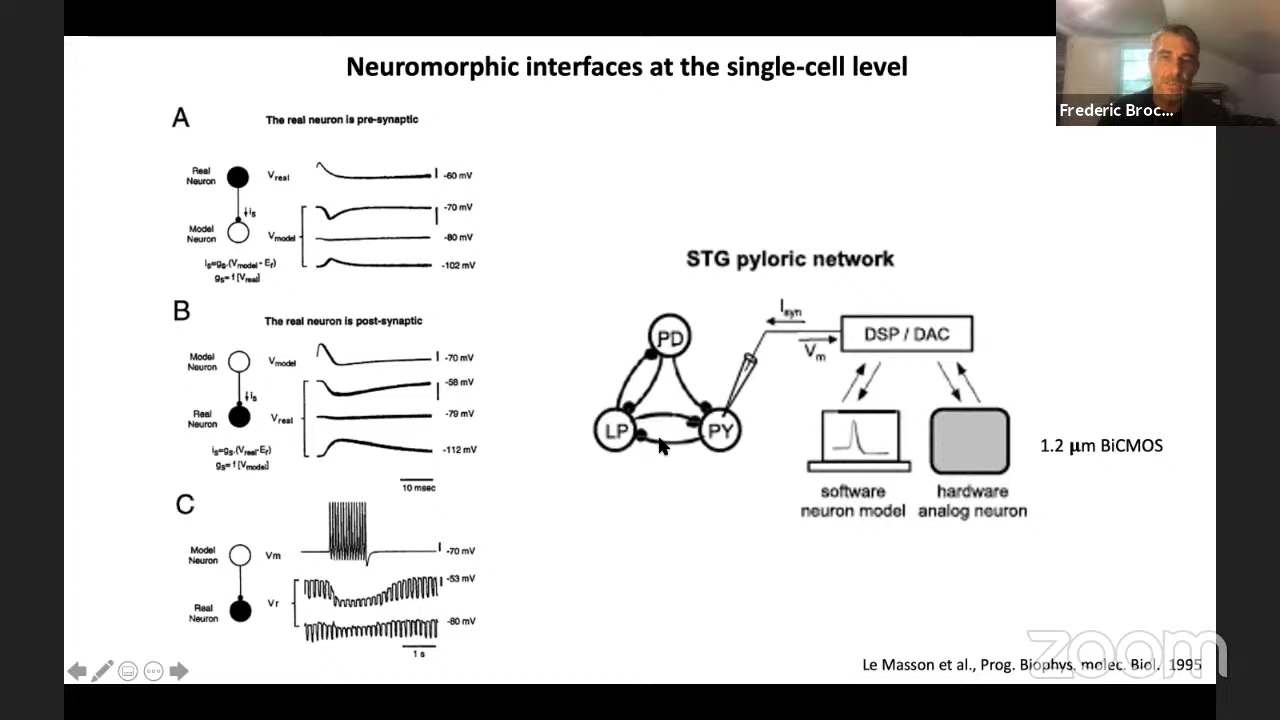 Neuromorphic interfaces at the single-cell level
Frederic Broc...
A
The real neuron is pre-synaptic
Real
Neuron
Vreal
-60 mV
is
-70 mV
Model
Neuron
Vmodel
-80 mV
is=gs.(Vmodel- Er)
gs= f [Vreal]
-102 mV
B
The real neuron is post-synaptic
Model
Neuron
Vmodel
-70 mV
-58 mV
is
Real
Neuron
Vreal
-79 mV
is=gs.(Vreal-Er)
gs= f [Vmodel]
-112 mV
10 msec
C
Model
Neuron
Vm
-70 mV
-53 mV
Real
Neuron
Vr
-80 mV
1 s
STG pyloric network
PD
LP
PY
Isyn
Vm
DSP / DAC
software
neuron model
hardware
analog neuron
1.2 μm BiCMOS
Le Masson et al., Prog. Biophys. molec. Biol. 1995
zoom